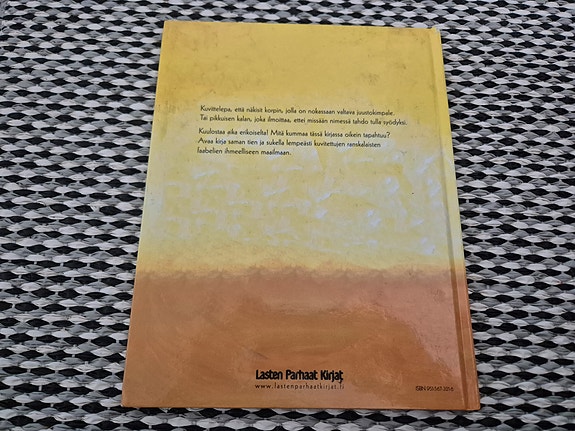 Kuvittelepa, että näkisit korpin, jolla on nokassaan valtava juustokimpale.
Tai pikkuisen kalan, joka ilmoittaa, ettei missään nimessä tahdo tulla syödyksi.
Kuulostaa aika erikoiselta! Mitä kummaa tässä kirjassa oikein tapahtuu?
Avaa kirja saman tien ja sukella lempeästi kuvitettujen ranskalaisten
faabelien ihmeelliseen maailmaan.
Lasten Parhaat Kirjat
www.lastenparhaatkirjat.fi
ISBN